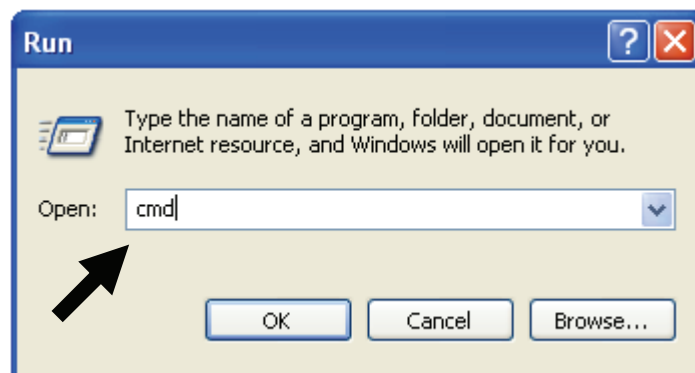 Run
Type the name of a program, folder, document, or
Internet resource, and Windows will open it for you.
Open: cmd
OK Cancel Browse...